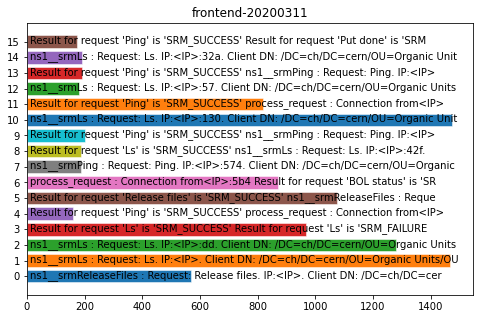 frontend-20200311
15 Result for request 'Ping' is 'SRM_SUCCESS' Result for request 'Put done' is 'SRM
14 ns1__srmLs : Request: Ls. IP:<IP>:32a. Client DN: /DC=ch/DC=cern/OU=Organic Unit
13 Result for request 'Ping' is 'SRM_SUCCESS' ns1__srmPing : Request: Ping. IP:<IP>
12 ns1__srmLs : Request: Ls. IP:<IP>:57. Client DN: /DC=ch/DC=cern/OU=Organic Units
11 Result for request 'Ping' is 'SRM_SUCCESS' process_request : Connection from<IP>
10 ns1__srmLs : Request: Ls. IP:<IP>:130. Client DN: /DC=ch/DC=cern/OU=Organic Unit
9 Result for request 'Ping' is 'SRM_SUCCESS' ns1__srmPing : Request: Ping. IP:<IP>
8 Result for request 'Ls' is 'SRM_SUCCESS' ns1__srmLs : Request: Ls. IP:<IP>:42f.
7 ns1__srmPing : Request: Ping. IP:<IP>:574. Client DN: /DC=ch/DC=cern/OU=Organic
6 process_request : Connection from<IP>:5b4 Result for request 'BOL status' is 'SR
5 Result for request 'Release files' is 'SRM_SUCCESS' ns1__srmReleaseFiles : Reque
4 Result for request 'Ping' is 'SRM_SUCCESS' process_request : Connection from<IP>
3 Result for request 'Ls' is 'SRM_SUCCESS' Result for request 'Ls' is 'SRM_FAILURE
2 ns1__srmLs : Request: Ls. IP:<IP>:dd. Client DN: /DC=ch/DC=cern/OU=Organic Units
1 ns1__srmLs : Request: Ls. IP:<IP>. Client DN: /DC=ch/DC=cern/OU=Organic Units/OU
0 ns1__srmReleaseFiles : Request: Release files. IP:<IP>. Client DN: /DC=ch/DC=cer
0 200 400 600 800 1000 1200 1400